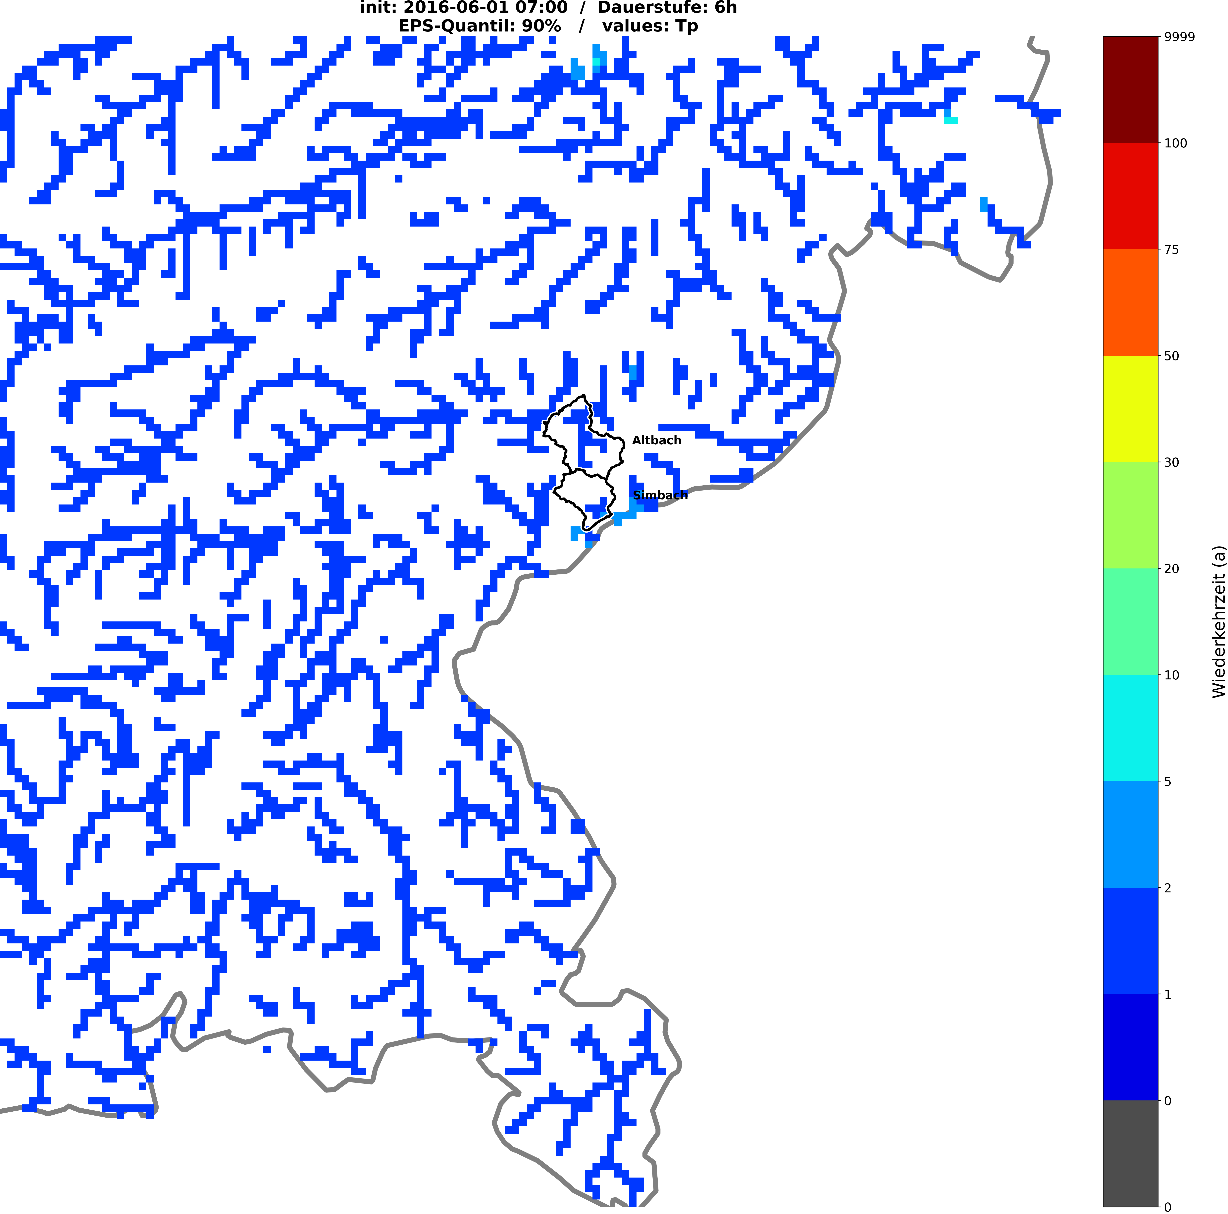 init: 2016-06-01 07:00 / Dauerstufe: 6h
EPS-Quantil: 90% / values: Tp
9999
100
75
50
30
20
10
5
2
1
0
0
Wiederkehrzeit (a)
Altbach
Simbach